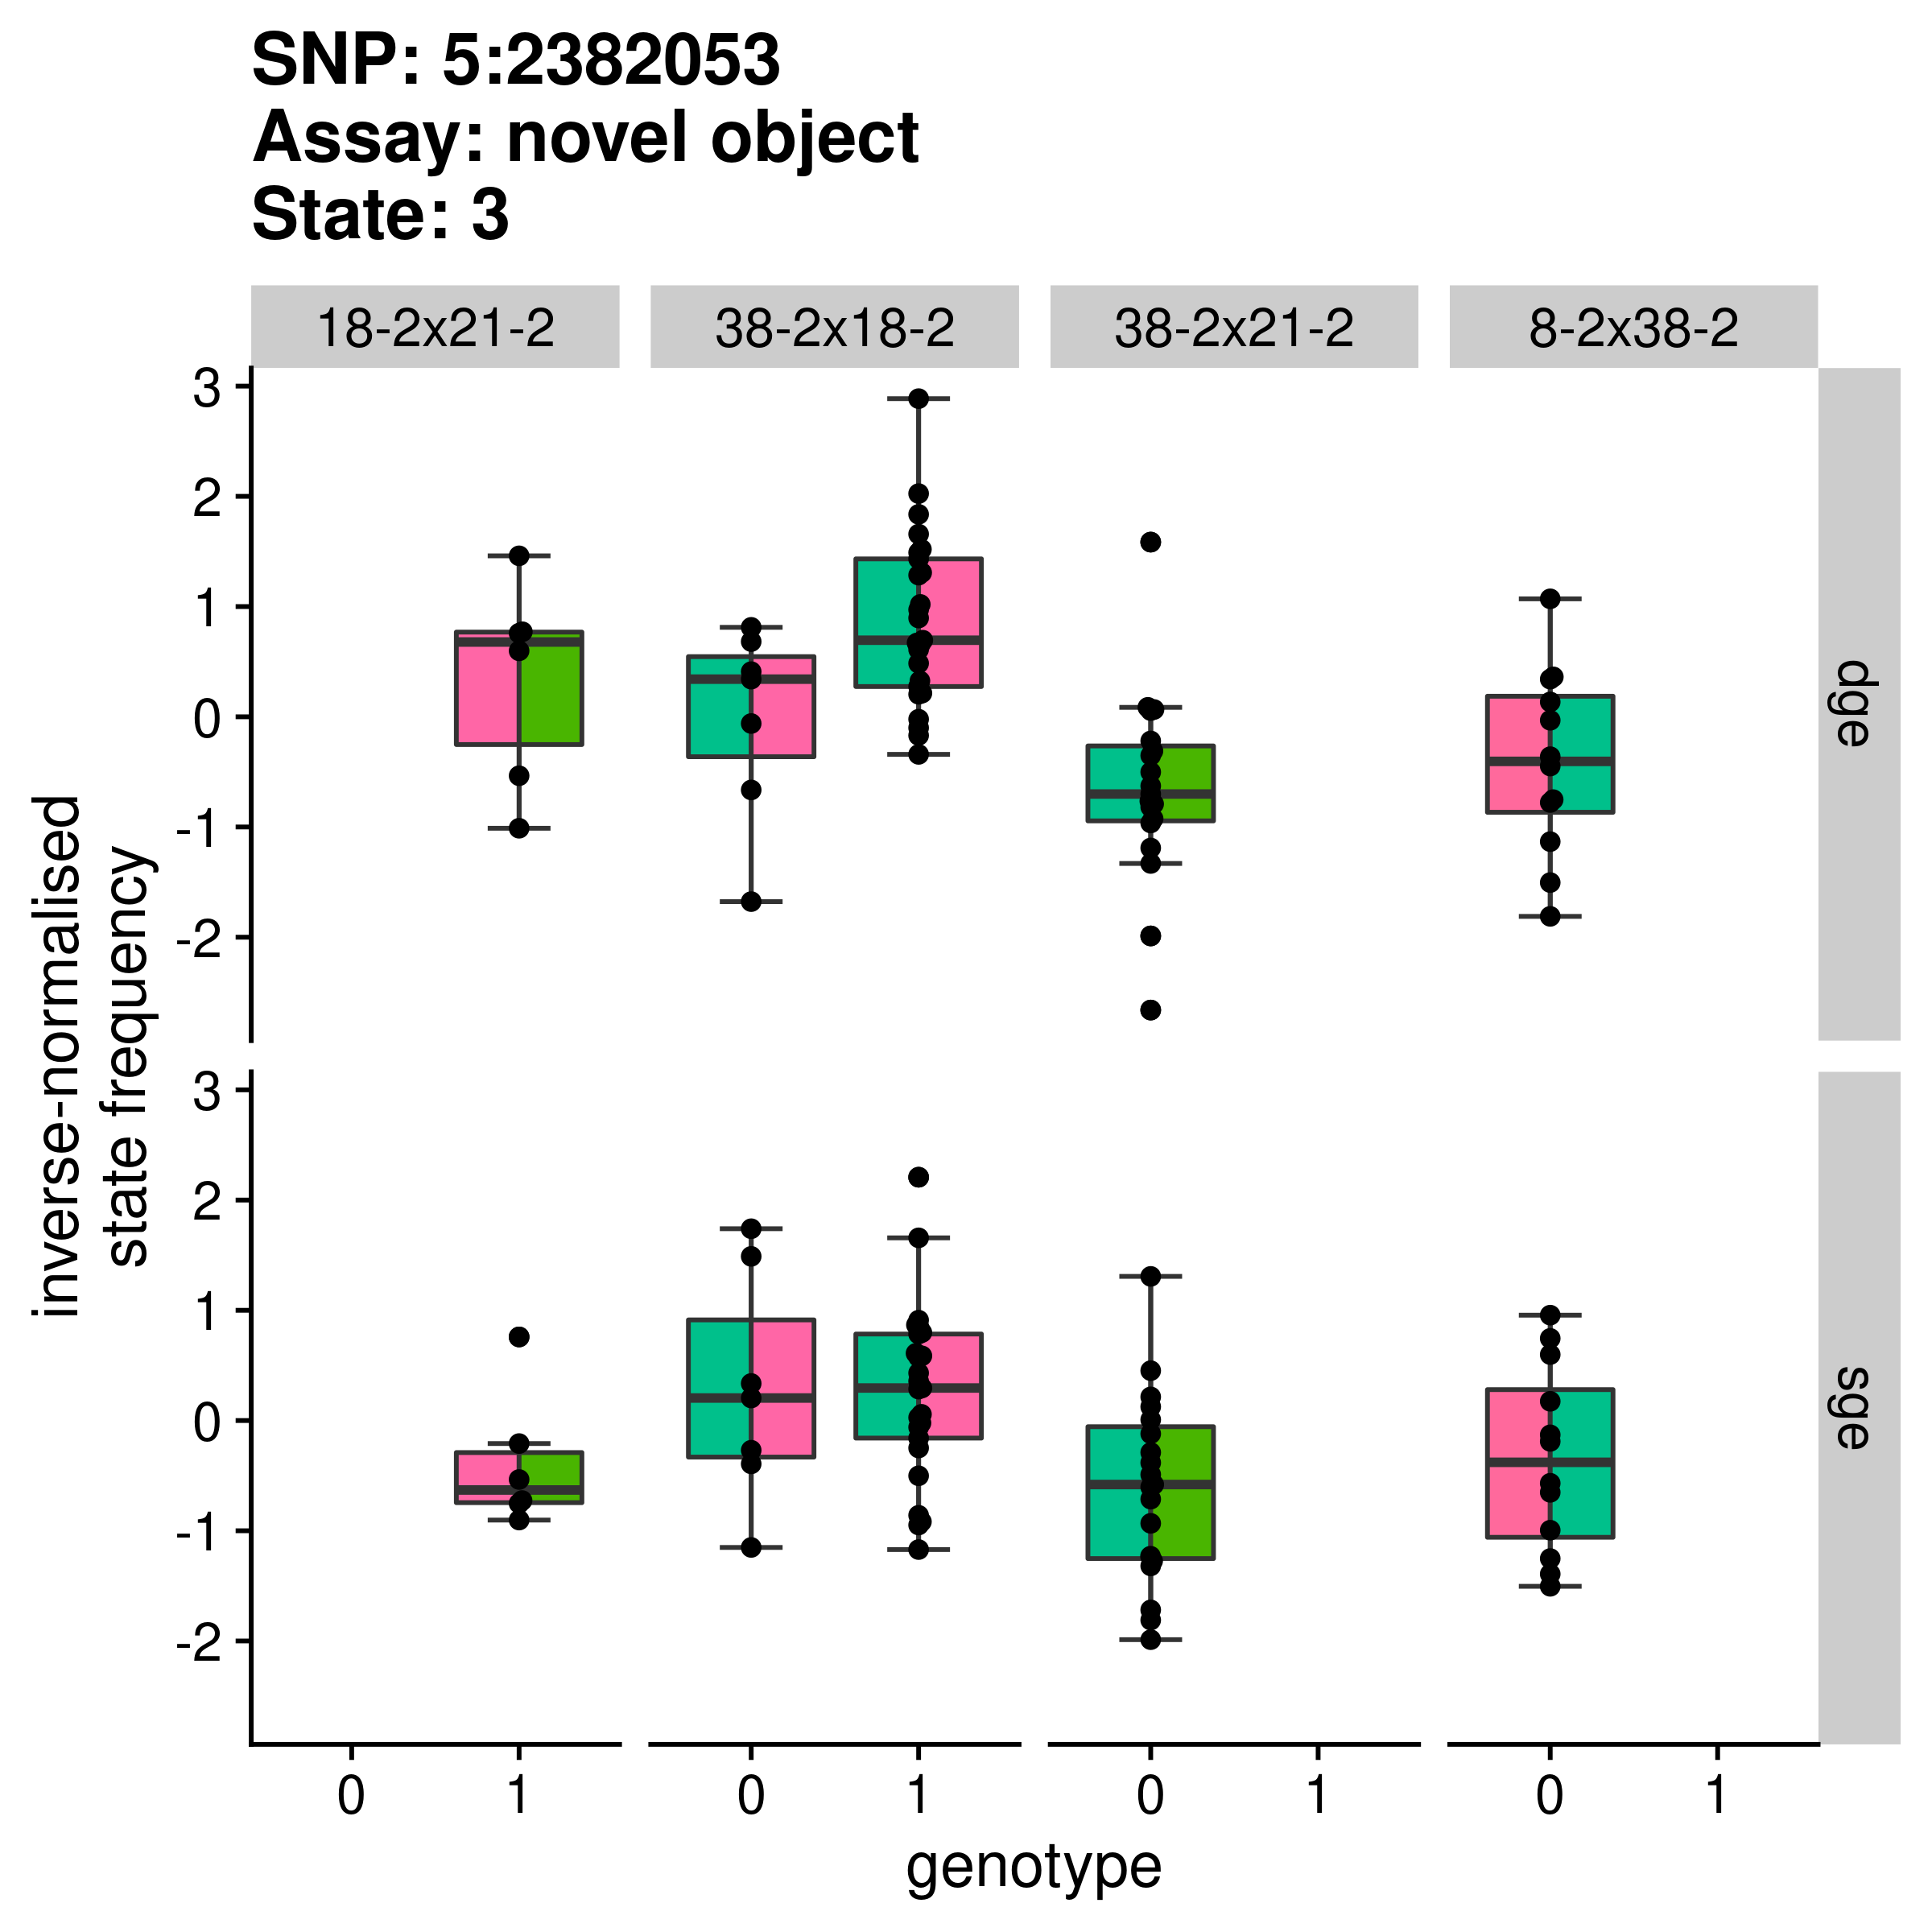 SNP: 5:2382053
Assay: novel object
State: 3
18-2x21-2
38-2x18-2
38-2x21-2
8-2x38-2
3
2
1
0
-1
-2
dge
inverse-normalised
state frequency
3
2
1
0
-1
-2
sge
0
1
0
1
0
1
0
1
genotype